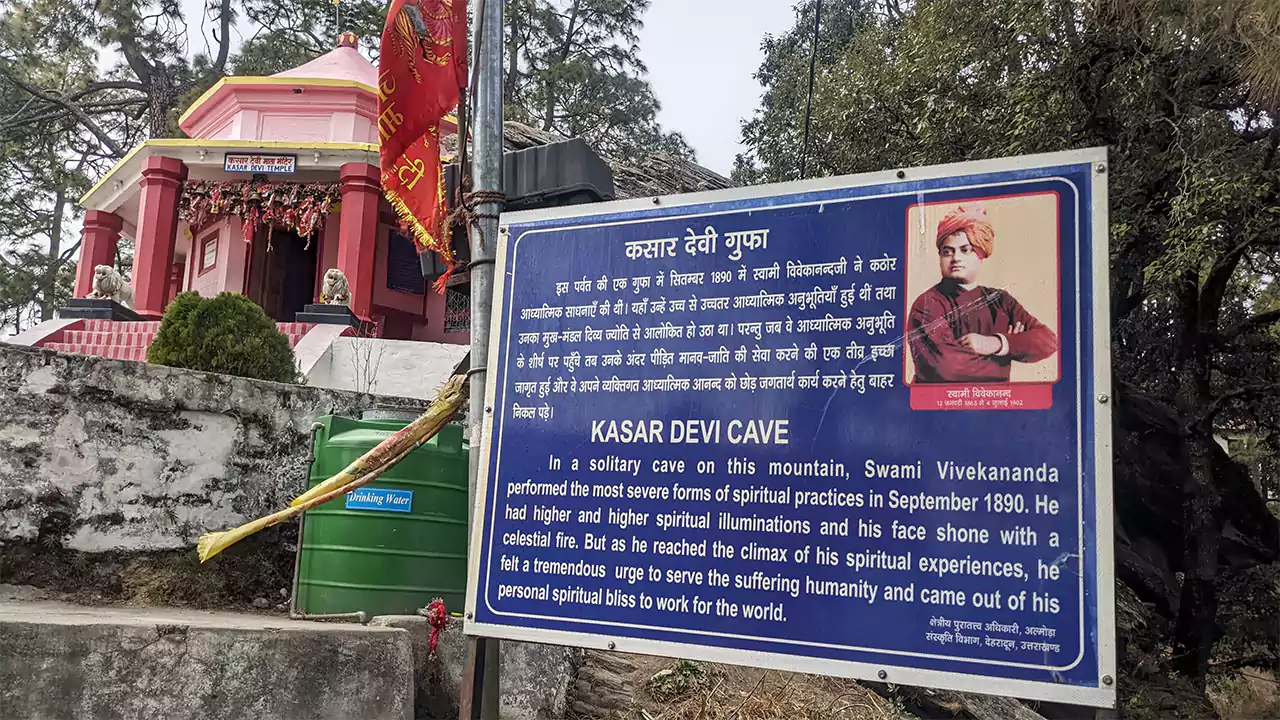 कसार देवी माता मंदिर
KASAR DEVI TEMPLE
Drinking Water
कसार देवी गुफा
इस पर्वत की एक गुफा में सितम्बर 1890 में स्वामी विवेकानन्दजी ने कठोर
आध्यात्मिक साधनाएँ की थी। यहाँ उन्हें उच्च से उच्चतर आध्यात्मिक अनुभूतियाँ हुई थीं तथा
उनका मुख-मंडल दिव्य ज्योति से आलोकित हो उठा था। परन्तु जब वे आध्यात्मिक अनुभूति
के शीर्ष पर पहुँचे तब उनके अंदर पीड़ित मानव-जाति की सेवा करने की एक तीव्र इच्छा
जागृत हुई और वे अपने व्यक्तिगत आध्यात्मिक आनन्द को छोड़ जगतार्थ कार्य करने हेतु बाहर
निकल पड़े।
स्वामी विवेकानन्द
12 जनवरी 1863 से 4 जुलाई 1902
KASAR DEVI CAVE
In a solitary cave on this mountain, Swami Vivekananda
performed the most severe forms of spiritual practices in September 1890. He
had higher and higher spiritual illuminations and his face shone with a
celestial fire. But as he reached the climax of his spiritual experiences, he
felt a tremendous urge to serve the suffering humanity and came out of his
personal spiritual bliss to work for the world.
क्षेत्रीय पुरातत्त्व अधिकारी, अल्मोड़ा
संस्कृति विभाग, देहरादून, उत्तराखण्ड